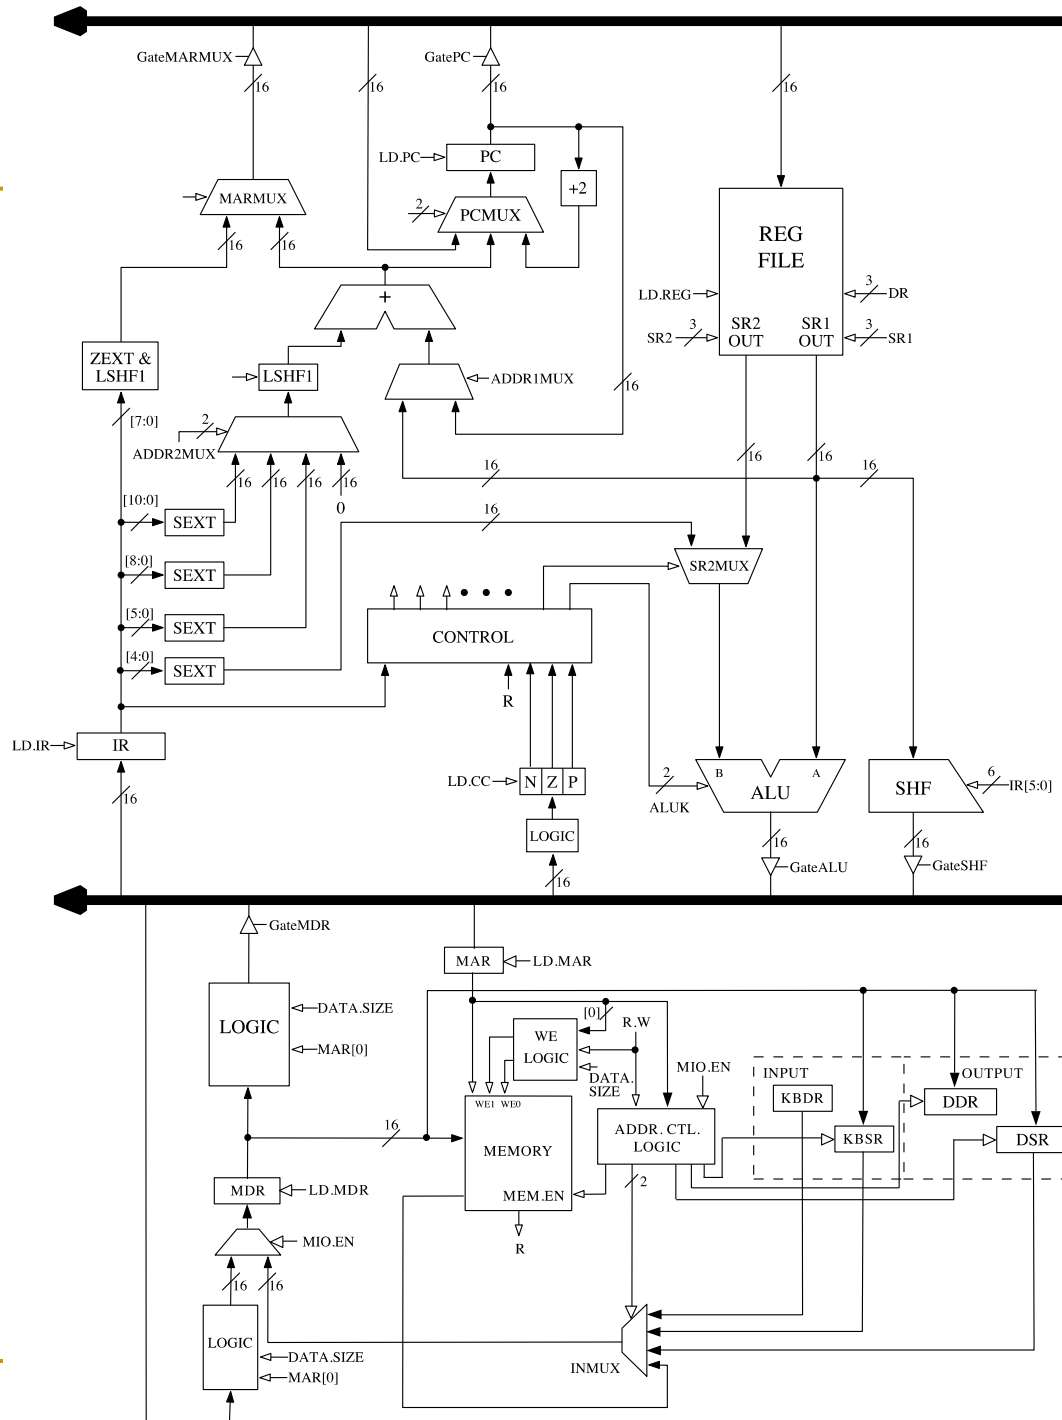 GateMARMUX
GatePC
16
16
16
16
LD.PC
PC
+2
MARMUX
2
PCMUX
REG
FILE
16
16
+
LD.REG
3
DR
SR2
3
SR2
OUT
SR1
OUT
3
SR1
ZEXT &
LSHF1
LSHF1
ADDR1MUX
16
[7:0]
2
ADDR2MUX
16
16
16
16
16
16
16
16
0
[10:0]
SEXT
16
[8:0]
SEXT
SR2MUX
[5:0]
SEXT
CONTROL
[4:0]
SEXT
R
LD.IR
IR
16
LD.CC
N Z P
LOGIC
16
2
ALUK
B
A
ALU
SHF
6
IR[5:0]
16
GateALU
16
GateSHF
GateMDR
MAR
LD.MAR
LOGIC
DATA.SIZE
MAR[0]
[0]
WE
LOGIC
R.W
DATA.
SIZE
MIO.EN
INPUT
OUTPUT
KBDR
DDR
WE1 WE0
16
MEMORY
ADDR. CTL.
LOGIC
KBSR
DSR
MEM.EN
2
R
MDR
LD.MDR
MIO.EN
16
16
LOGIC
DATA.SIZE
MAR[0]
INMUX